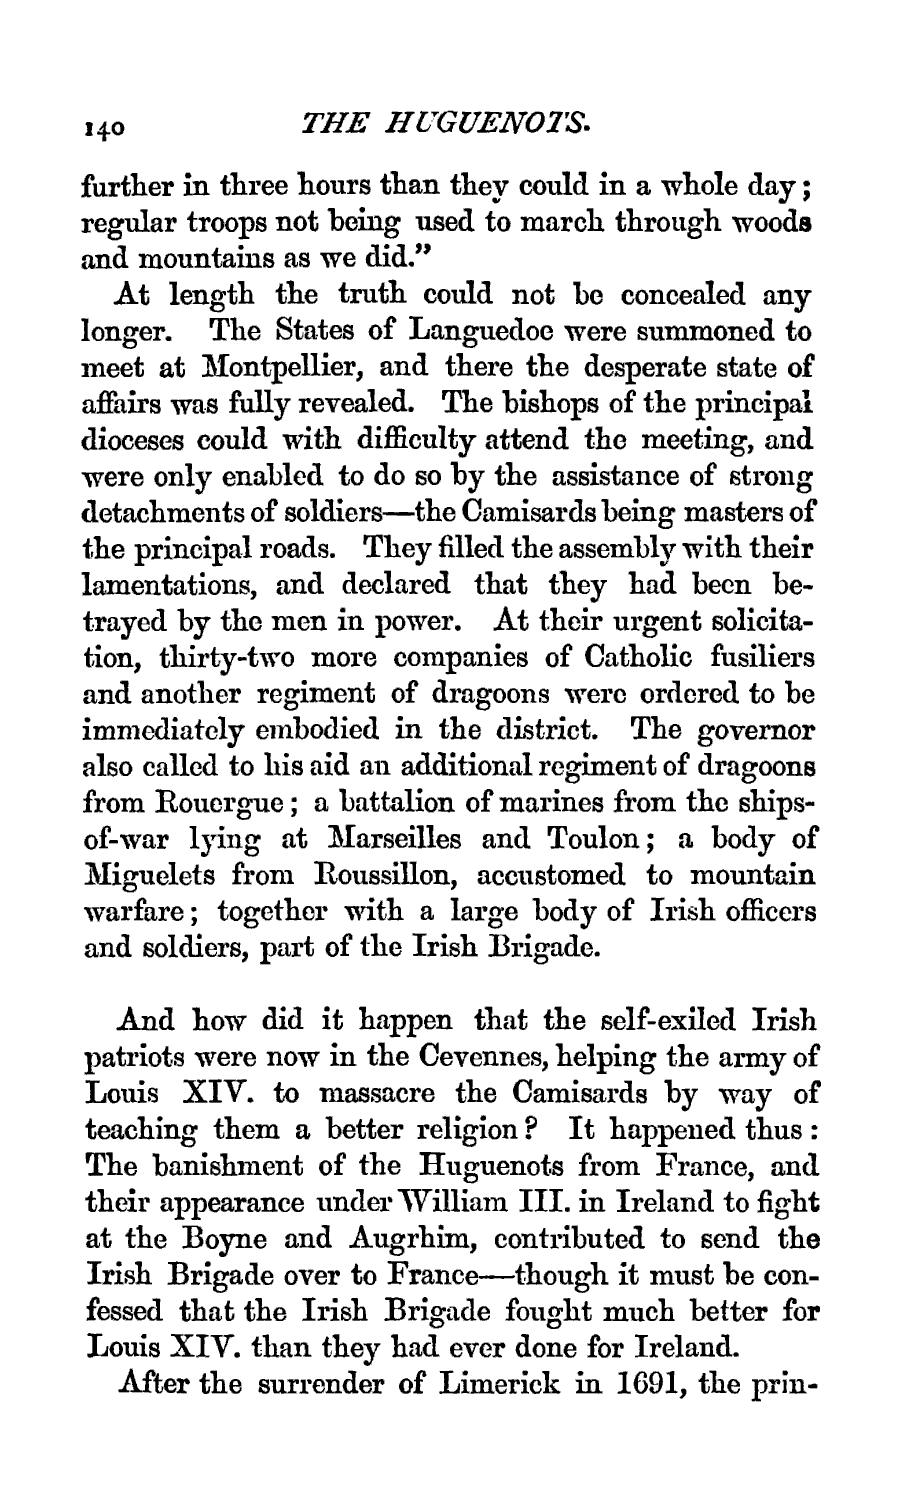 140 THE HUGUENOTS.
further in three hours than they could in a whole day;
regular troops not being used to march through woods
and mountains as we did."
At length the truth could not be concealed any
longer. The States of Languedoc were summoned to
meet at Montpellier, and there the desperate state of
affairs was fully revealed. The bishops of the principal
dioceses could with difficulty attend the meeting, and
were only enabled to do so by the assistance of strong
detachments of soldiers—the Camisards being masters of
the principal roads. They filled the assembly with their
lamentations, and declared that they had been be-
trayed by the men in power. At their urgent solicita-
tion, thirty-two more companies of Catholic fusiliers
and another regiment of dragoons were ordered to be
immediately embodied in the district. The governor
also called to his aid an additional regiment of dragoons
from Rouergue; a battalion of marines from the ships-
of-war lying at Marseilles and Toulon; a body of
Miguelets from Roussillon, accustomed to mountain
warfare; together with a large body of Irish officers
and soldiers, part of the Irish Brigade.
And how did it happen that the self-exiled Irish
patriots were now in the Cevennes, helping the army of
Louis XIV. to massacre the Camisards by way of
teaching them a better religion? It happened thus:
The banishment of the Huguenots from France, and
their appearance under William III. in Ireland to fight
at the Boyne and Augrhim, contributed to send the
Irish Brigade over to France—though it must be con-
fessed that the Irish Brigade fought much better for
Louis XIV. than they had ever done for Ireland.
After the surrender of Limerick in 1691, the prin-